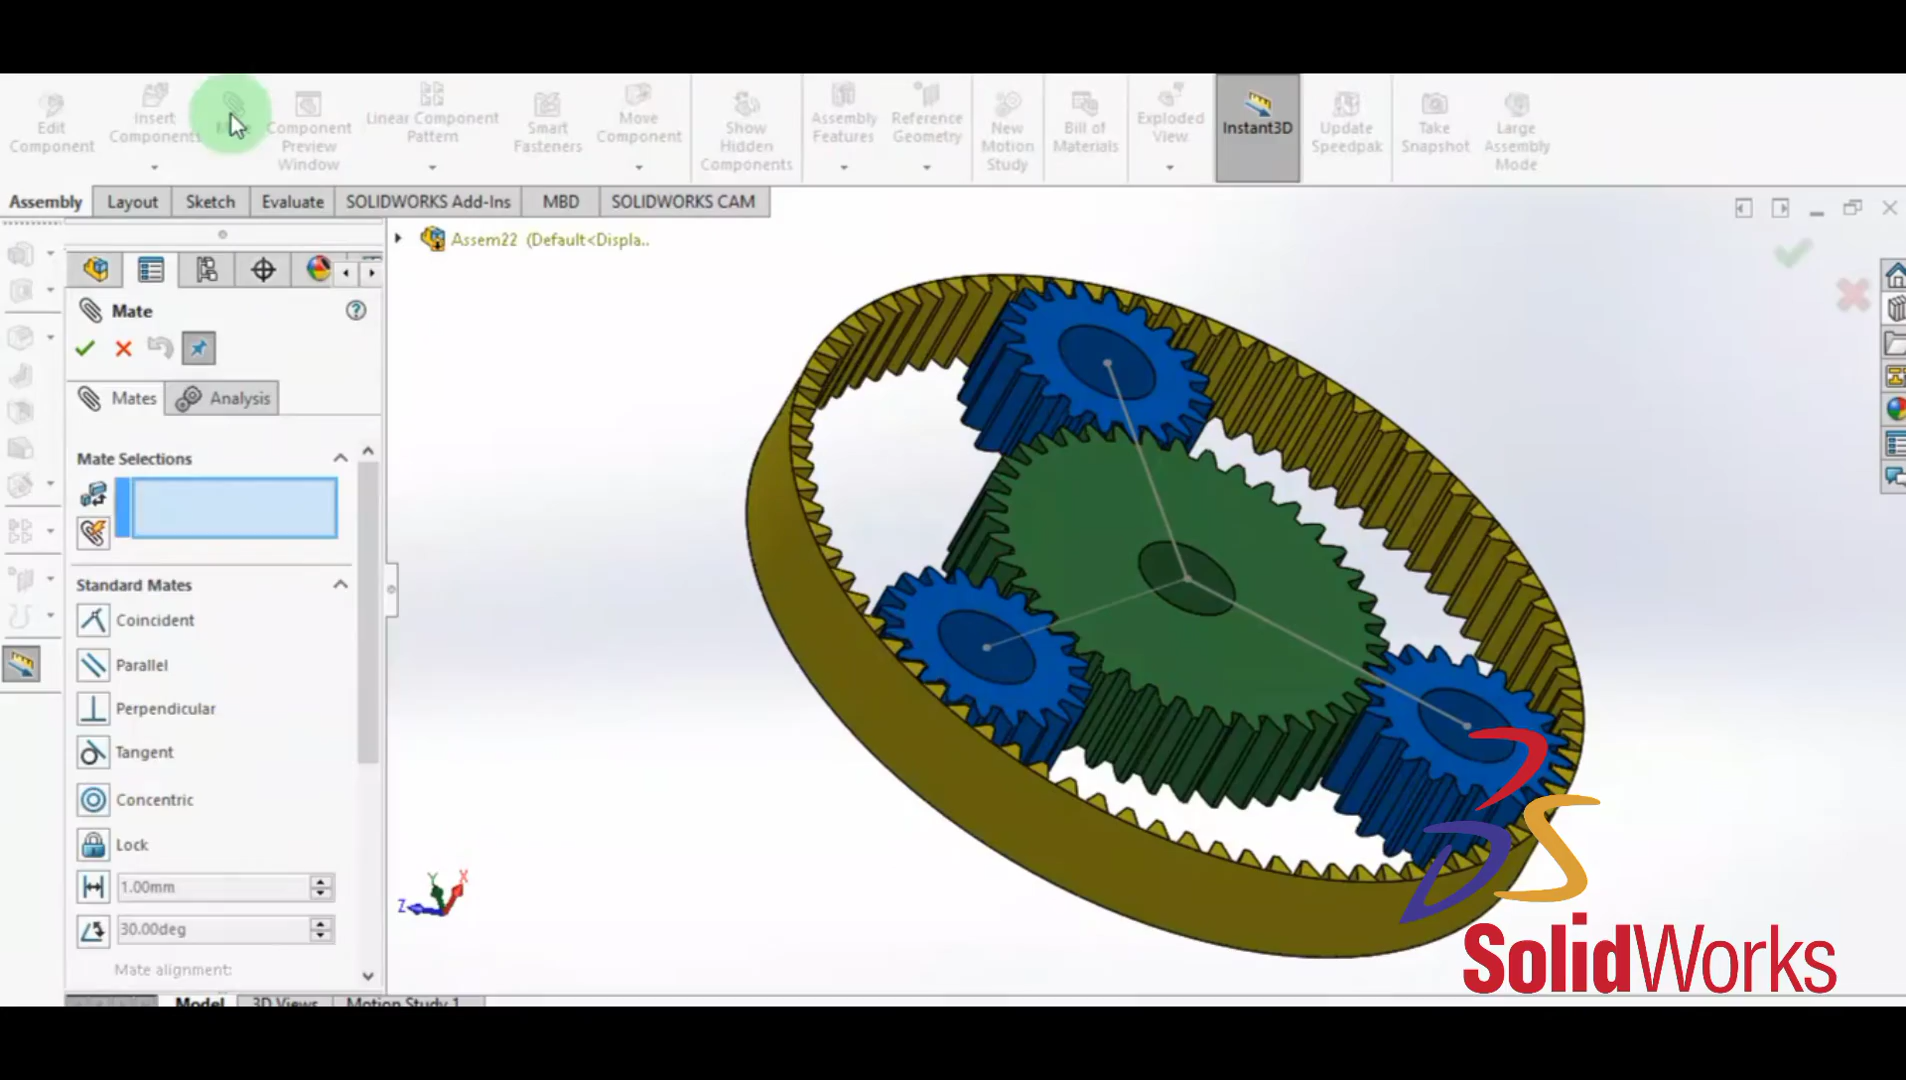 Edit Component
Insert Components
Component Preview Window
Linear Component Pattern
Smart Fasteners
Move Component
Show Hidden Components
Assembly Features
Reference Geometry
New Motion Study
Bill of Materials
Exploded View
Instant3D
Update Speedpak
Take Snapshot
Large Assembly Mode
Assembly
Layout
Sketch
Evaluate
SOLIDWORKS Add-Ins
MBD
SOLIDWORKS CAM
Assem22 (Default<Displa..
Mate
Mates
Analysis
Mate Selections
Standard Mates
Coincident
Parallel
Perpendicular
Tangent
Concentric
Lock
1.00mm
30.00deg
Mate alignment:
Y
X
Z
SolidWorks
Model
3D Views
Motion Study 1